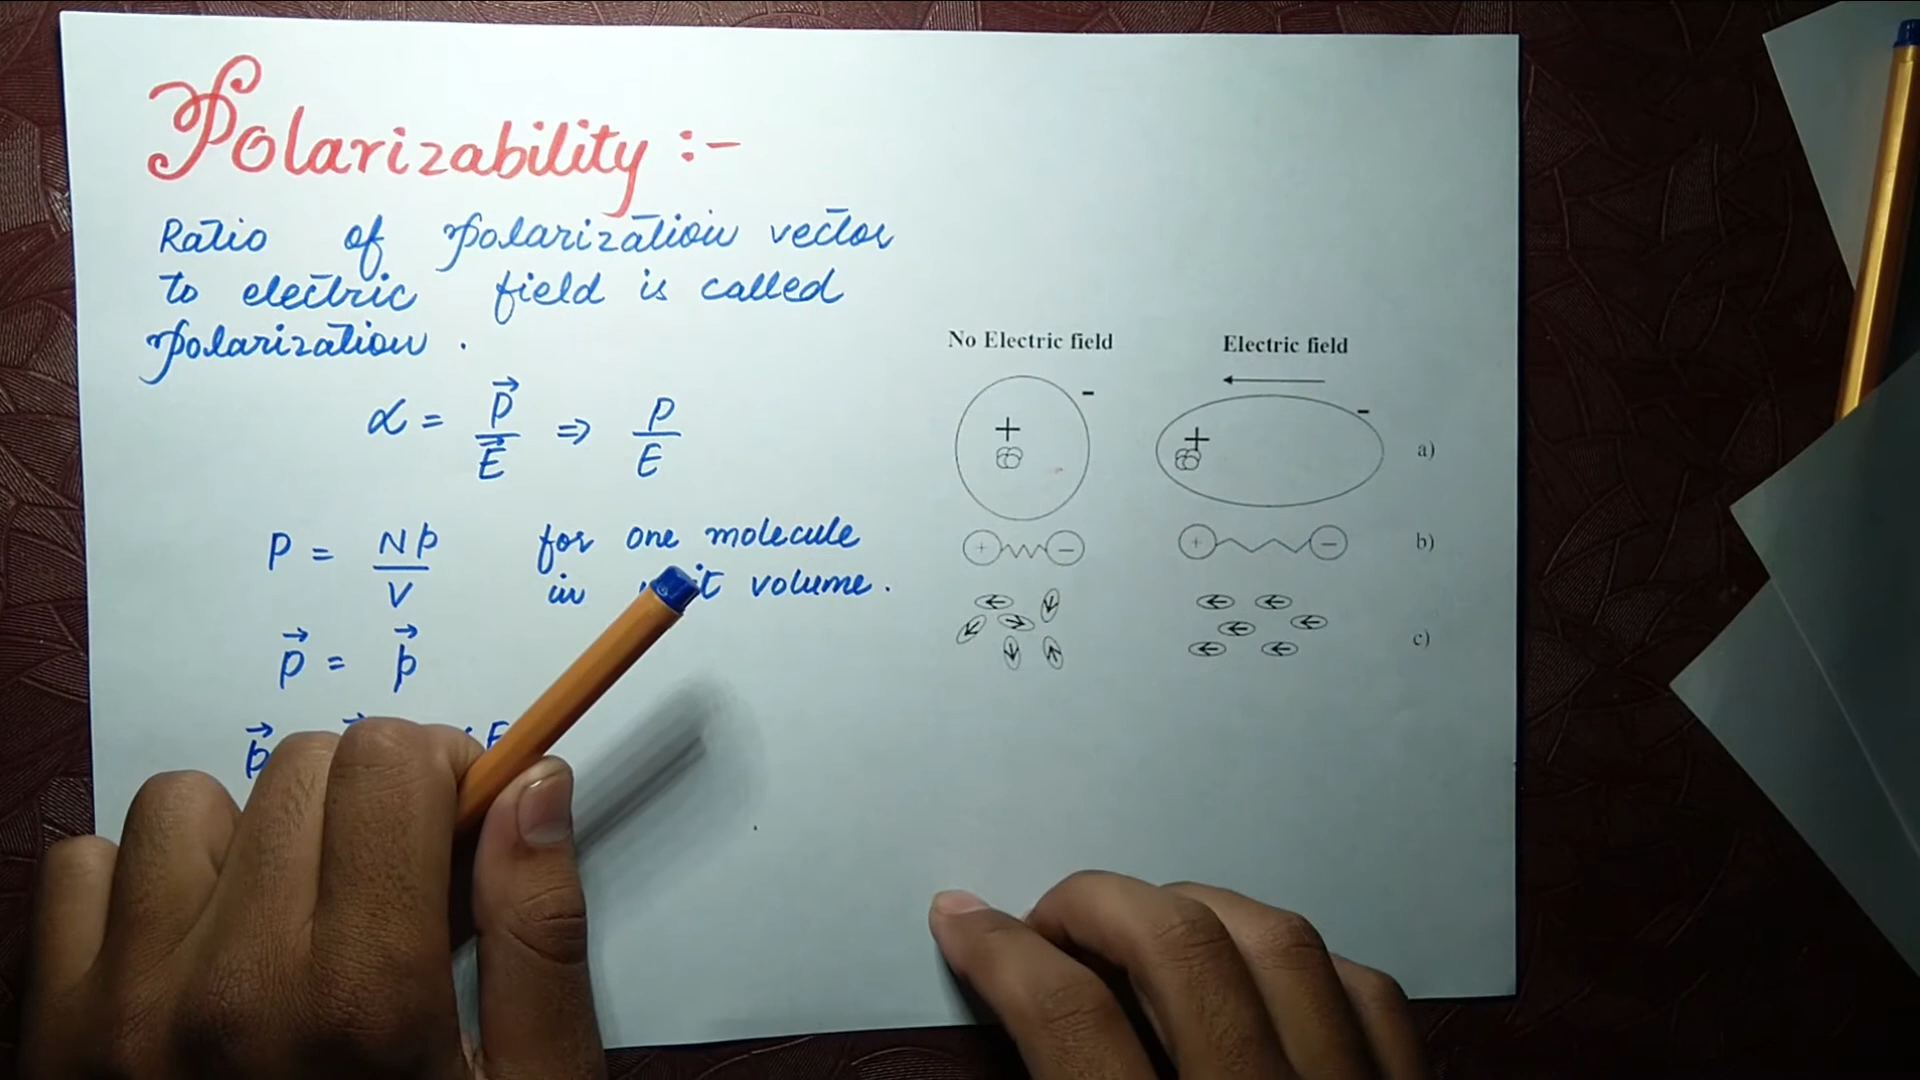 Polarizability :-
Ratio of polarization vector
to electric field is called
polarization .
α = P⃗ / E⃗ ⇒ P / E
P = Np / V for one molecule
in volume .
P⃗ = p⃗
p⃗ E
No Electric field Electric field
+ - + - a)
+ - + - b)
c)